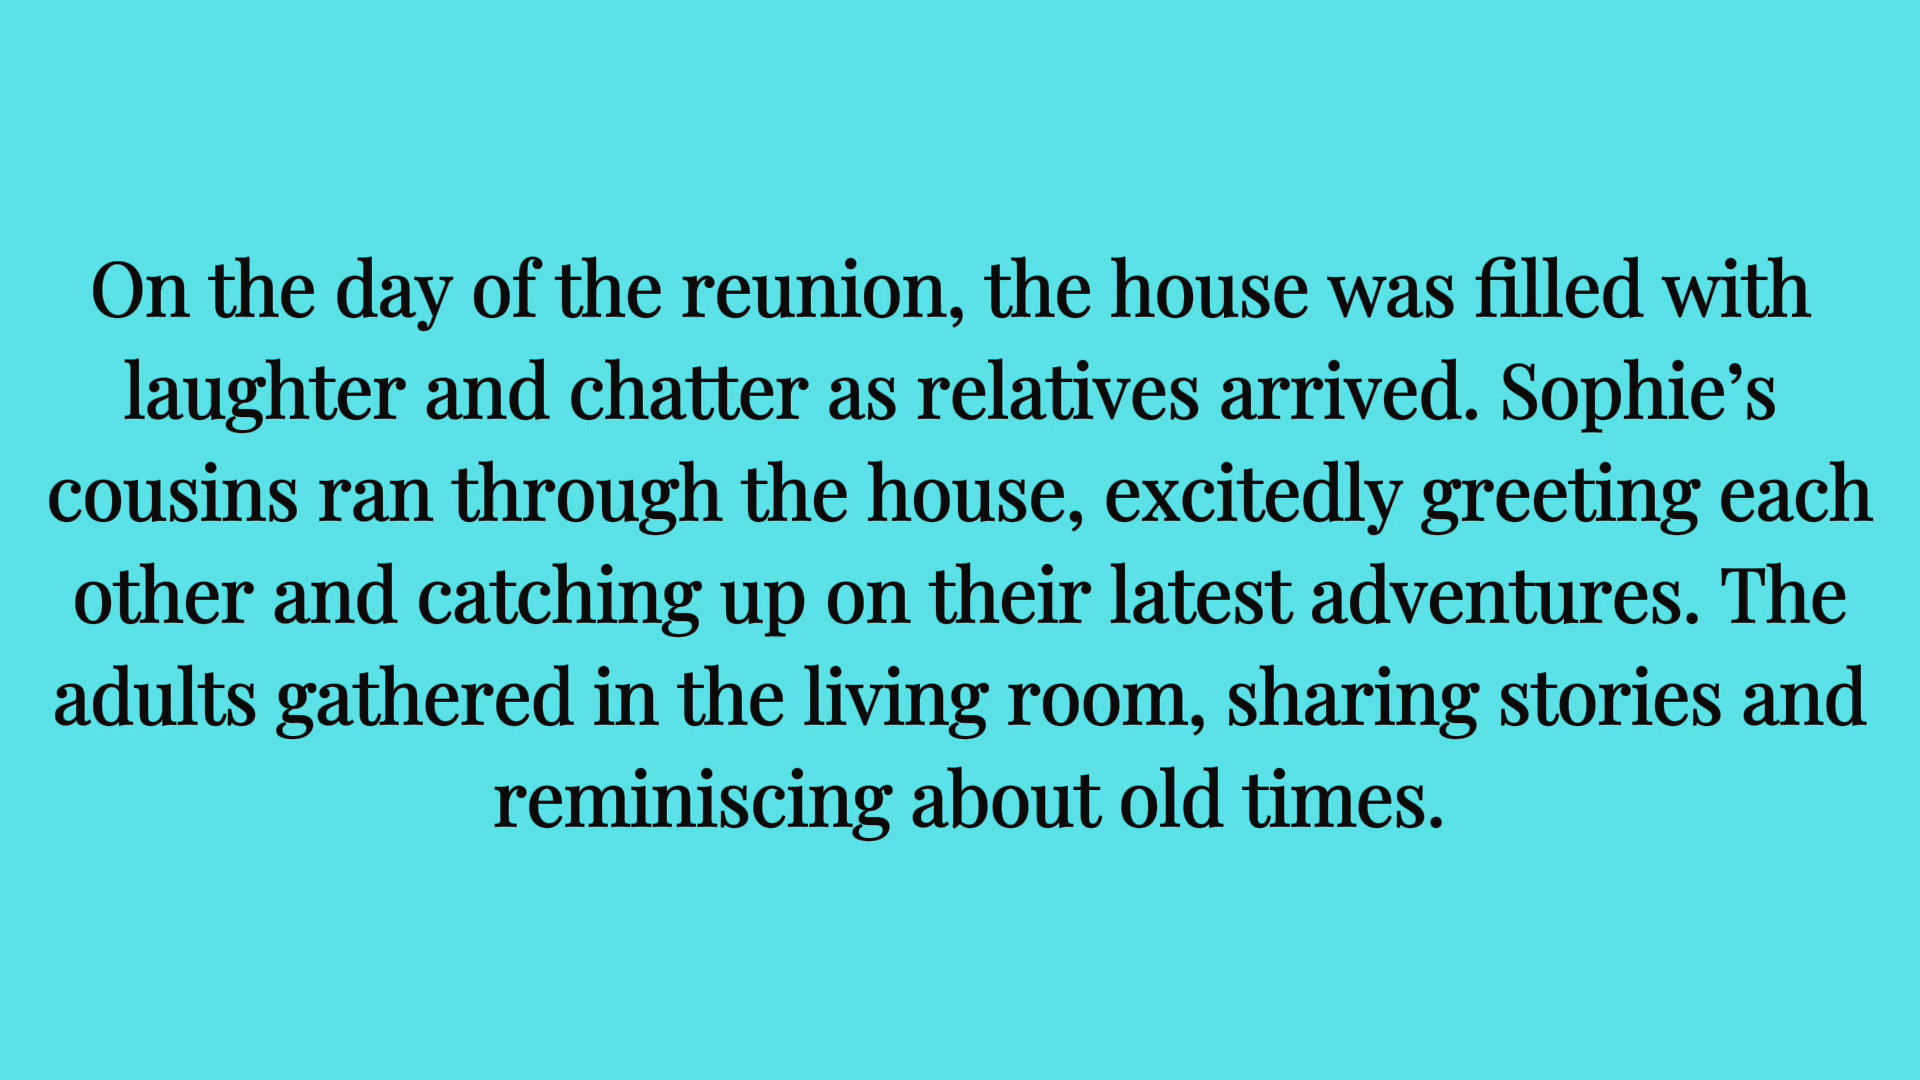 On the day of the reunion, the house was filled with
laughter and chatter as relatives arrived. Sophie’s
cousins ran through the house, excitedly greeting each
other and catching up on their latest adventures. The
adults gathered in the living room, sharing stories and
reminiscing about old times.